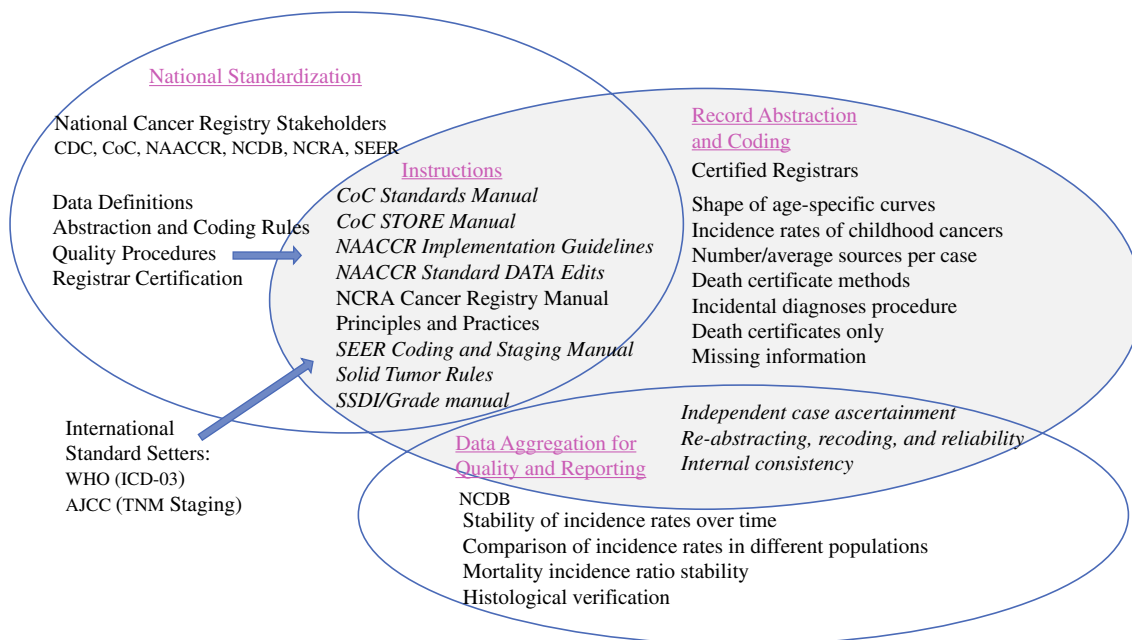 National Standardization
National Cancer Registry Stakeholders
CDC, CoC, NAACCR, NCDB, NCRA, SEER
Data Definitions
Abstraction and Coding Rules
Quality Procedures
Registrar Certification
International
Standard Setters:
WHO (ICD-03)
AJCC (TNM Staging)
Instructions
CoC Standards Manual
CoC STORE Manual
NAACCR Implementation Guidelines
NAACCR Standard DATA Edits
NCRA Cancer Registry Manual
Principles and Practices
SEER Coding and Staging Manual
Solid Tumor Rules
SSDI/Grade manual
Record Abstraction
and Coding
Certified Registrars
Shape of age-specific curves
Incidence rates of childhood cancers
Number/average sources per case
Death certificate methods
Incidental diagnoses procedure
Death certificates only
Missing information
Independent case ascertainment
Re-abstracting, recoding, and reliability
Internal consistency
Data Aggregation for
Quality and Reporting
NCDB
Stability of incidence rates over time
Comparison of incidence rates in different populations
Mortality incidence ratio stability
Histological verification